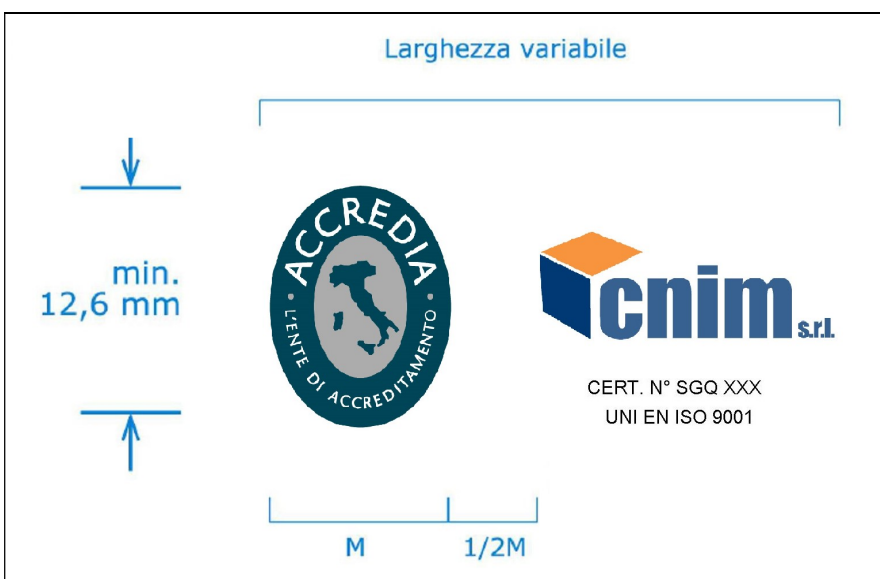 Larghezza variabile
min.
12,6 mm
ACCREDIA
· L'ENTE DI ACCREDITAMENTO ·
cnim s.r.l.
CERT. N° SGQ XXX
UNI EN ISO 9001
M
1/2M